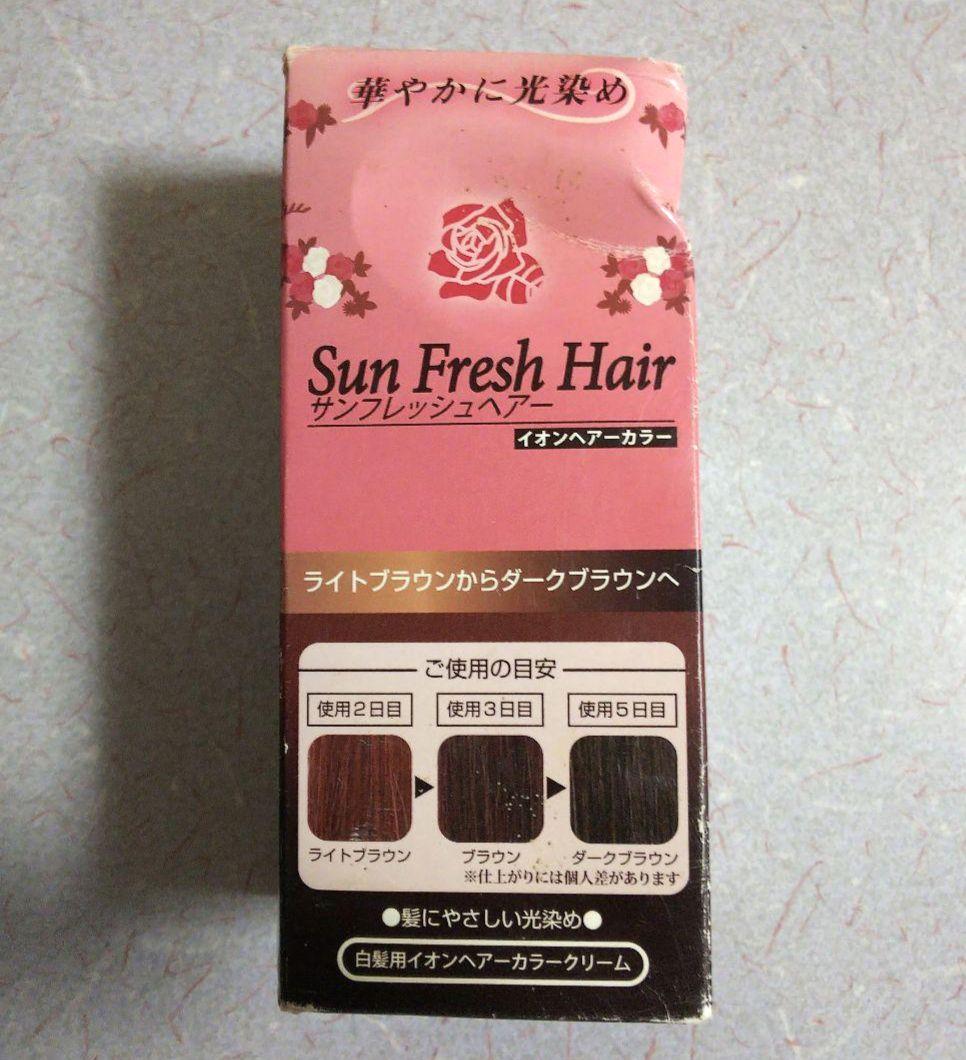 華やかに光染め
Sun Fresh Hair
サンフレッシュヘアー
イオンヘアーカラー
ライトブラウンからダークブラウンへ
ご使用の目安
使用2日目 使用3日目 使用5日目
ライトブラウン ブラウン ダークブラウン
※仕上がりには個人差があります
●髪にやさしい光染め●
白髪用イオンヘアーカラークリーム